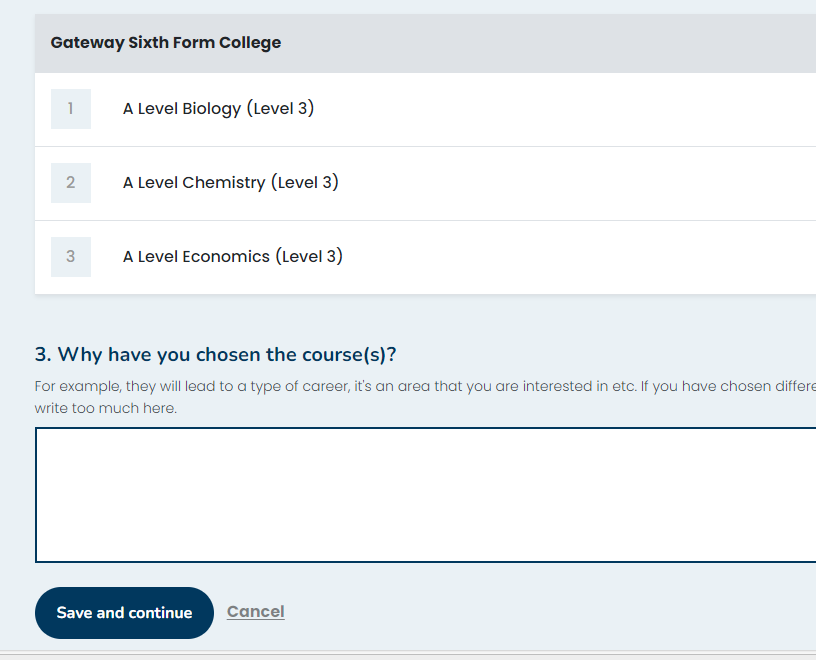 Gateway Sixth Form College
1 A Level Biology (Level 3)
2 A Level Chemistry (Level 3)
3 A Level Economics (Level 3)
3. Why have you chosen the course(s)?
For example, they will lead to a type of career, it's an area that you are interested in etc. If you have chosen
write too much here.
Save and continue Cancel